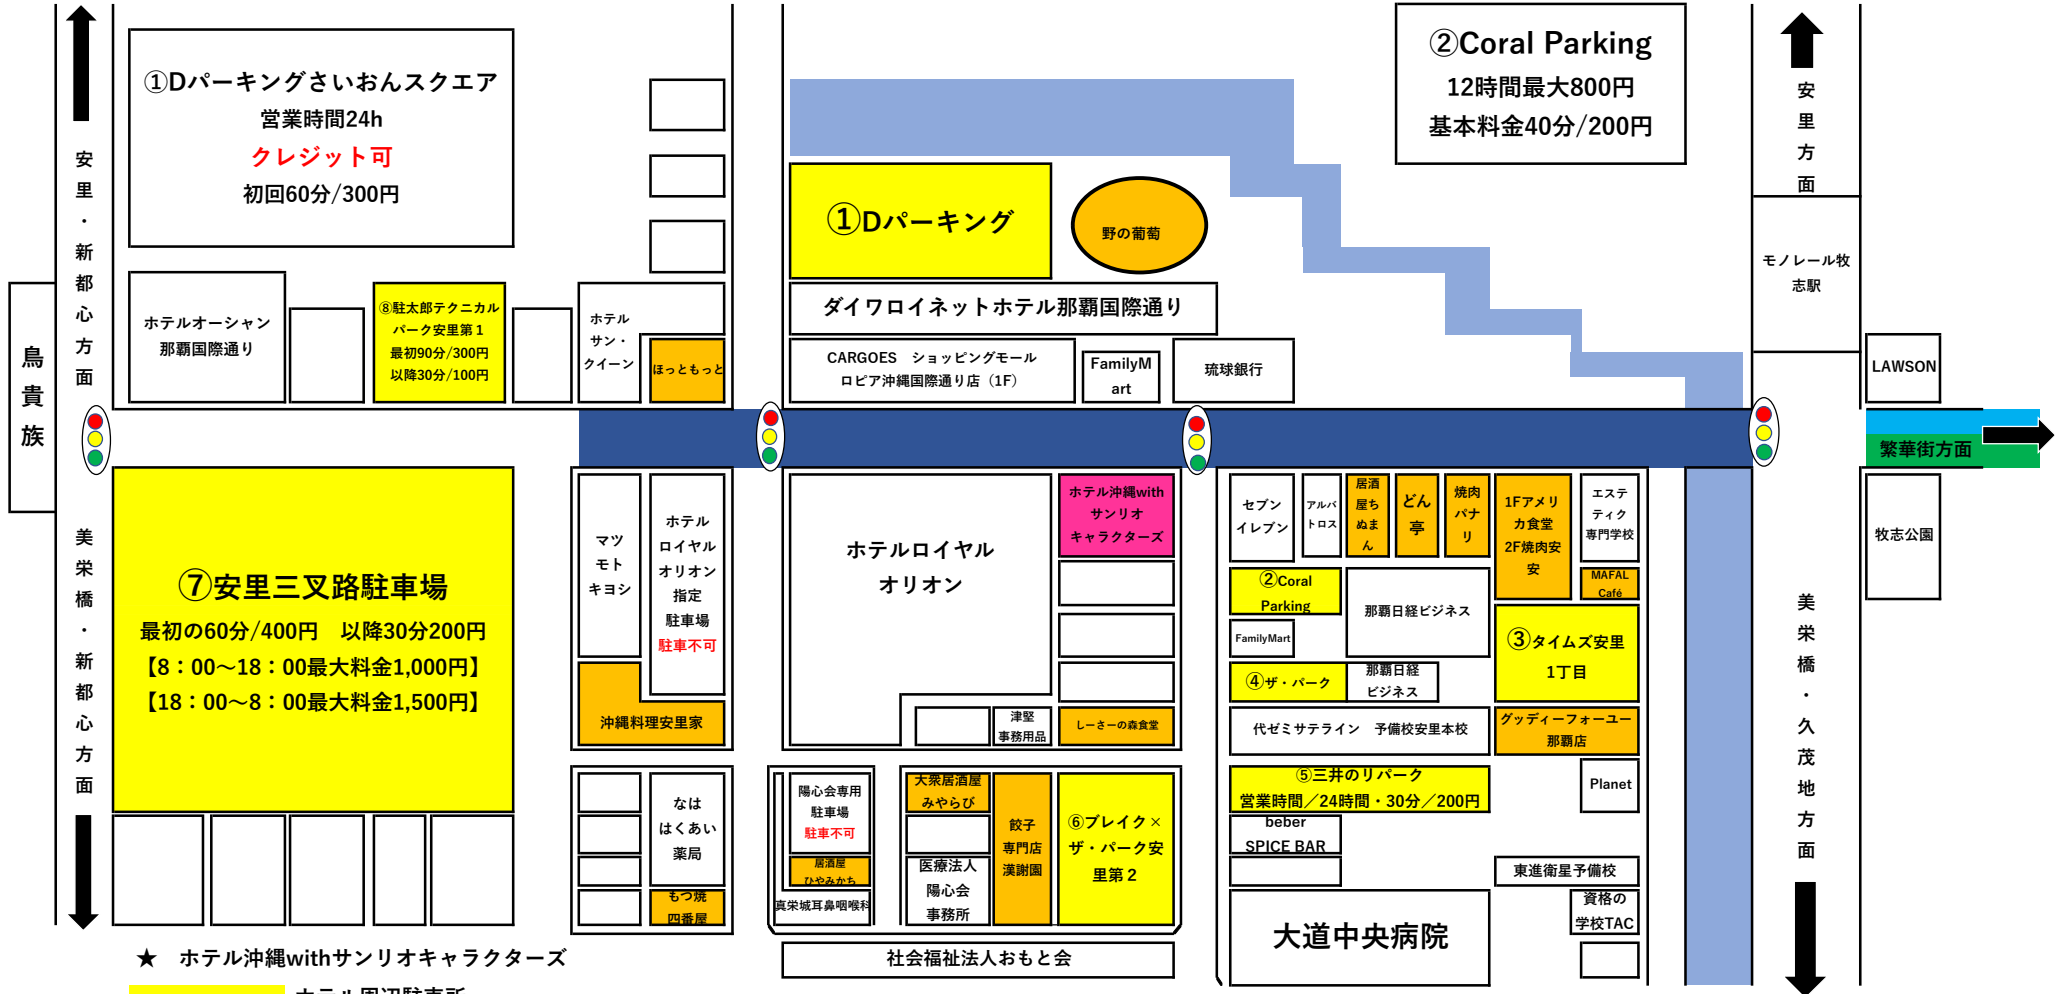 ①Dパーキングさいおんスクエア
営業時間24h
クレジット可
初回60分/300円
②Coral Parking
12時間最大800円
基本料金40分/200円
安里・新都心方面
安里方面
①Dパーキング
野の葡萄
モノレール牧
志駅
ホテルオーシャン
那覇国際通り
⑧駐太郎テクニカル
パーク安里第1
最初90分/300円
以降30分/100円
ホテル
サン・
クイーン
ほっともっと
ダイワロイネットホテル那覇国際通り
CARGOES ショッピングモール
ロピア沖縄国際通り店（1F）
FamilyM
art
琉球銀行
LAWSON
鳥貴族
繁華街方面
⑦安里三叉路駐車場
最初の60分/400円 以降30分200円
【8：00～18：00最大料金1,000円】
【18：00～8：00最大料金1,500円】
美栄橋・新都心方面
マツ
モト
キヨシ
ホテル
ロイヤル
オリオン
指定
駐車場
駐車不可
沖縄料理安里家
ホテルロイヤル
オリオン
ホテル沖縄with
サンリオ
キャラクターズ
津堅
事務用品
しーさーの森食堂
セブン
イレブン
アルバ
トロス
居酒
屋ち
ぬま
ん
どん
亭
焼肉
パナ
リ
1Fアメリ
カ食堂
2F焼肉安
安
エステ
ティク
専門学校
MAFAL
Café
②Coral
Parking
那覇日経ビジネス
FamilyMart
③タイムズ安里
1丁目
④ザ・パーク
那覇日経
ビジネス
代ゼミサテライン 予備校安里本校
グッディーフォーユー
那覇店
牧志公園
美栄橋・久茂地方面
なは
はくあい
薬局
もつ焼
四番屋
陽心会専用
駐車場
駐車不可
居酒屋
ひやみかち
真栄城耳鼻咽喉科
大衆居酒屋
みやらび
医療法人
陽心会
事務所
餃子
専門店
漢謝園
⑥ブレイク×
ザ・パーク安
里第2
⑤三井のリパーク
営業時間／24時間・30分／200円
Planet
beber
SPICE BAR
東進衛星予備校
資格の
学校TAC
大道中央病院
社会福祉法人おもと会
★ ホテル沖縄withサンリオキャラクターズ
ホテル周辺駐車所